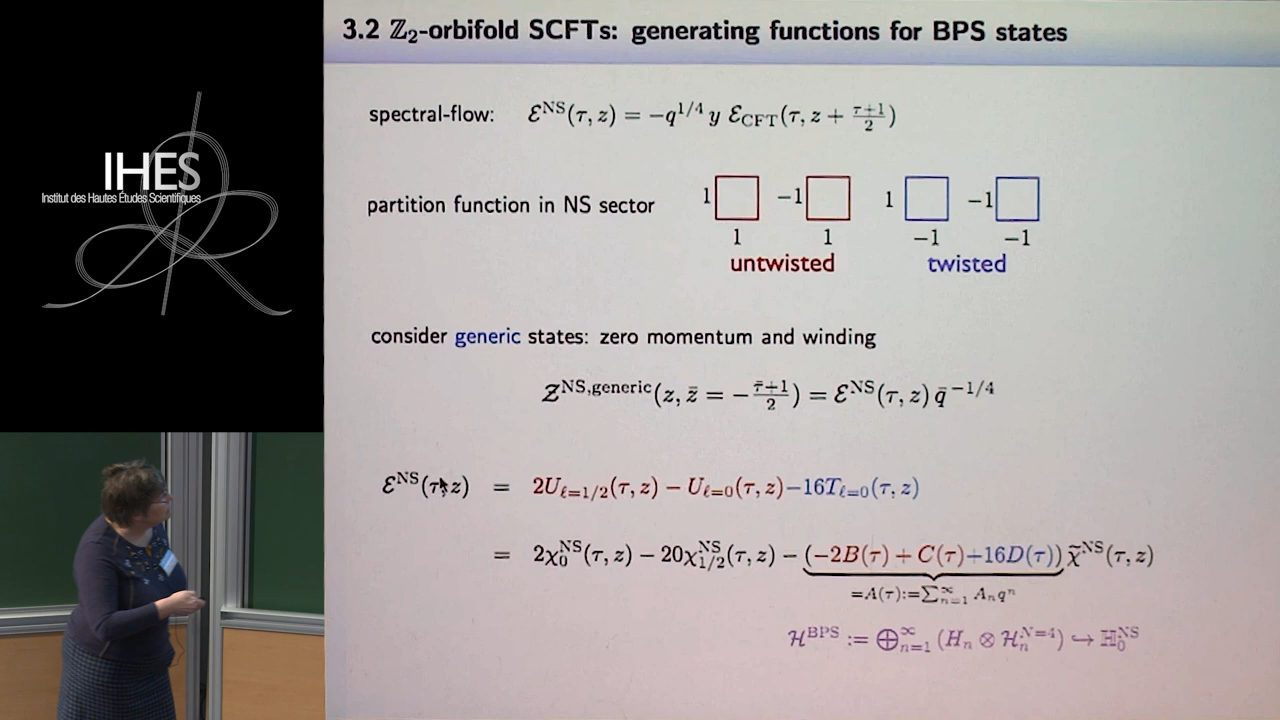 IHES
Institut des Hautes Études Scientifiques
3.2 ℤ₂-orbifold SCFTs: generating functions for BPS states
spectral-flow: ℰ^NS(τ, z) = −q^{1/4} y ℰ_CFT(τ, z + (τ+1)/2)
partition function in NS sector 1 □ −1 □ 1 □ −1 □
1 1 −1 −1
untwisted twisted
consider generic states: zero momentum and winding
𝒵^{NS,generic}(z, z̄ = −(τ̄+1)/2) = ℰ^NS(τ, z) q̄^{−1/4}
ℰ^NS(τ, z) = 2U_{ℓ=1/2}(τ, z) − U_{ℓ=0}(τ, z) −16T_{ℓ=0}(τ, z)
= 2χ_0^NS(τ, z) − 20χ_{1/2}^NS(τ, z) − (−2B(τ) + C(τ)+16D(τ)) χ̃^NS(τ, z)
=A(τ):=∑_{n=1}^∞ A_n q^n
ℋ^BPS := ⊕_{n=1}^∞ (H_n ⊗ ℋ_n^{N=4}) ↪ ℍ_0^NS